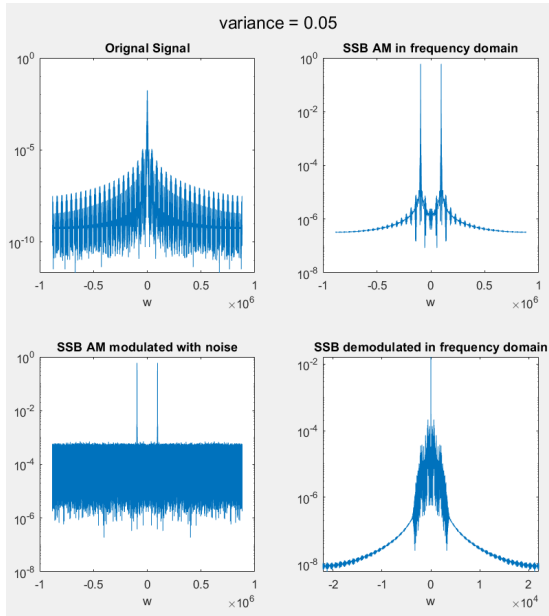 variance = 0.05
Orignal Signal
10^0
10^-5
10^-10
-1 -0.5 0 0.5 1
w
×10^6
SSB AM in frequency domain
10^0
10^-2
10^-4
10^-6
10^-8
-1 -0.5 0 0.5 1
w
×10^6
SSB AM modulated with noise
10^0
10^-2
10^-4
10^-6
10^-8
-1 -0.5 0 0.5 1
w
×10^6
SSB demodulated in frequency domain
10^-2
10^-4
10^-6
10^-8
-2 -1 0 1 2
w
×10^4